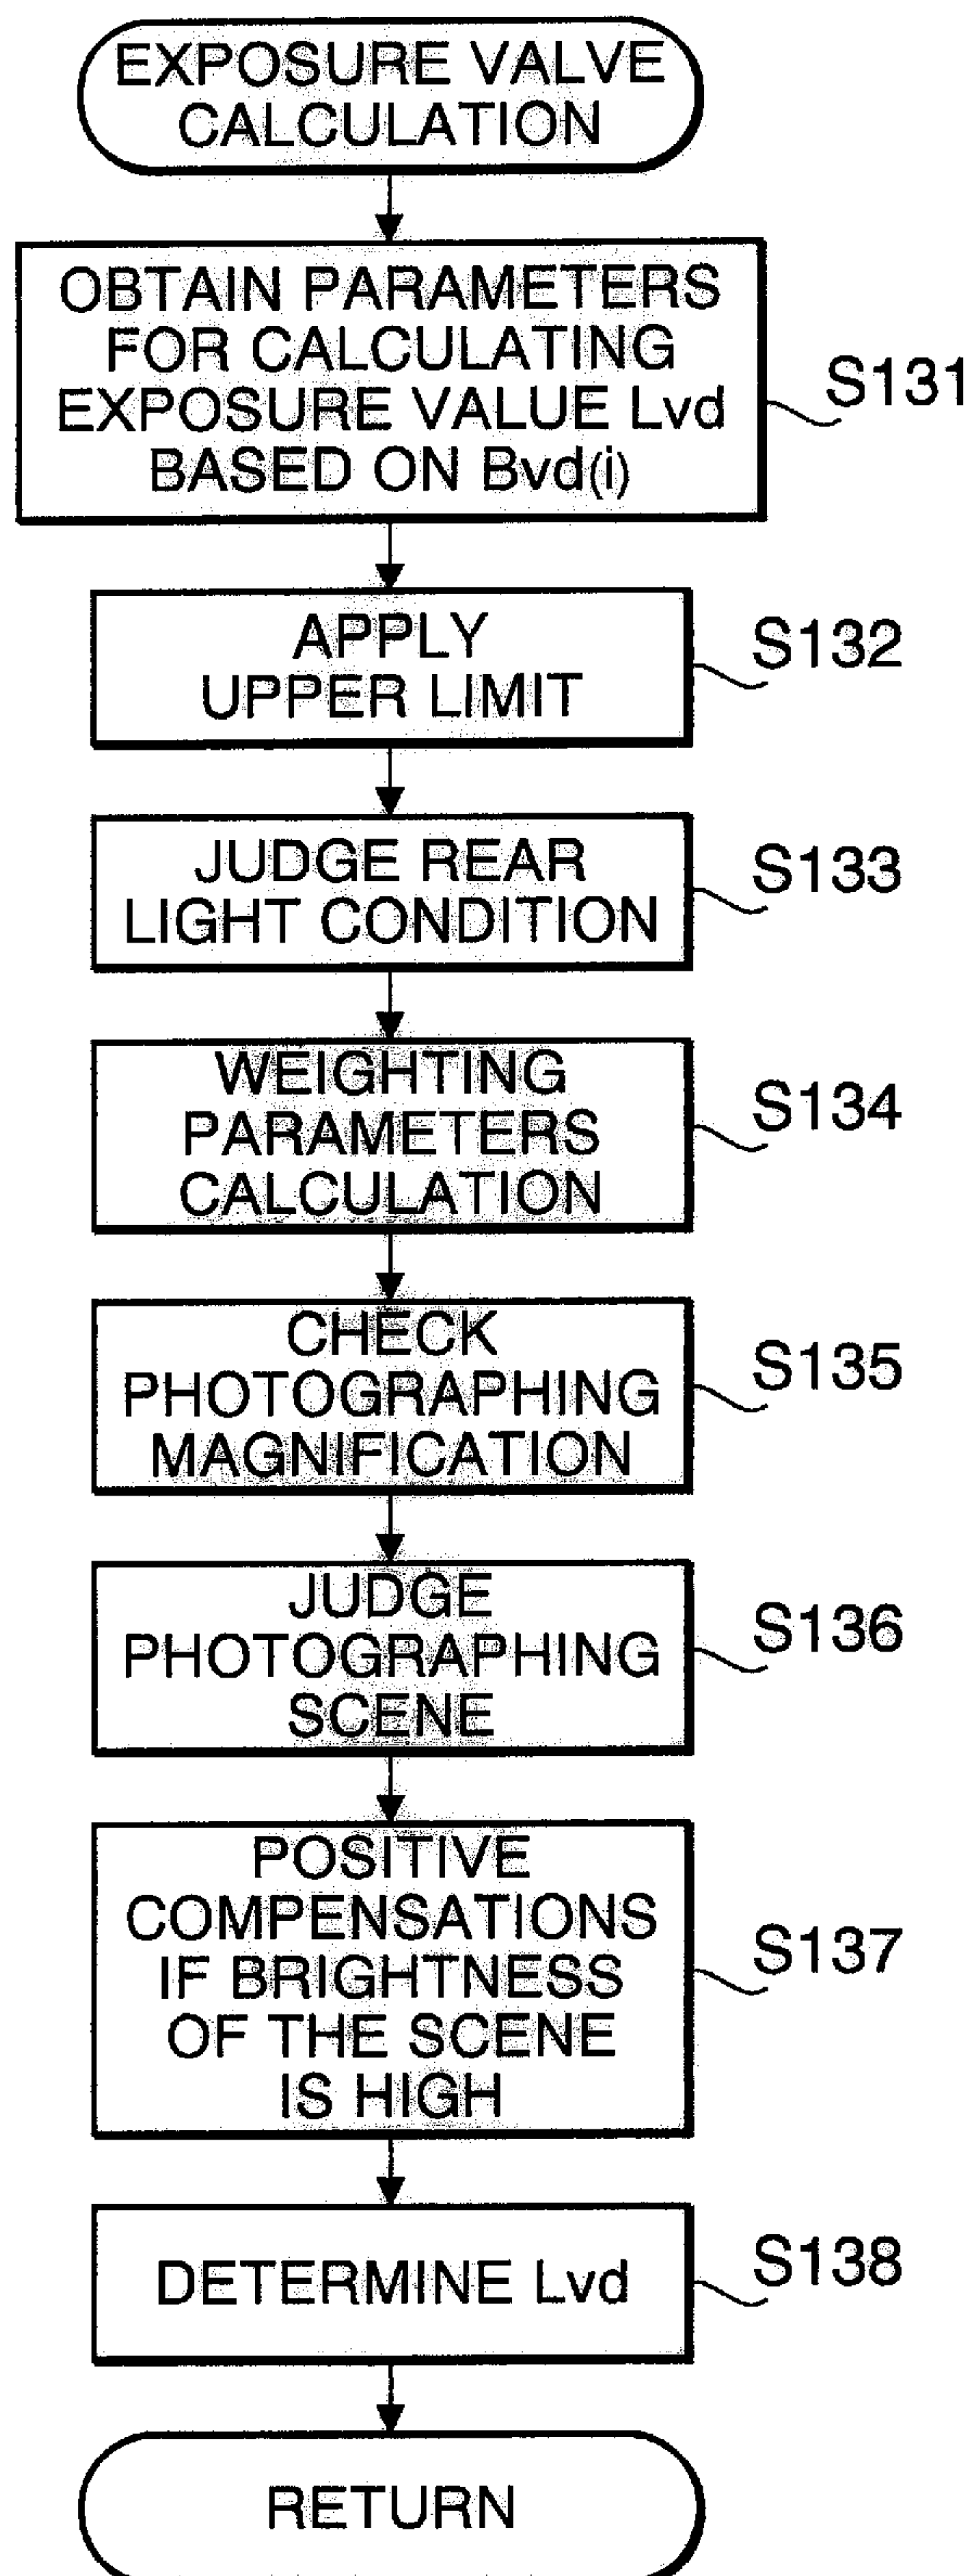 EXPOSURE VALVE
CALCULATION
OBTAIN PARAMETERS
FOR CALCULATING
EXPOSURE VALUE Lvd
BASED ON Bvd(i)
S131
APPLY
UPPER LIMIT
S132
JUDGE REAR
LIGHT CONDITION
S133
WEIGHTING
PARAMETERS
CALCULATION
S134
CHECK
PHOTOGRAPHING
MAGNIFICATION
S135
JUDGE
PHOTOGRAPHING
SCENE
S136
POSITIVE
COMPENSATIONS
IF BRIGHTNESS
OF THE SCENE
IS HIGH
S137
DETERMINE Lvd
S138
RETURN